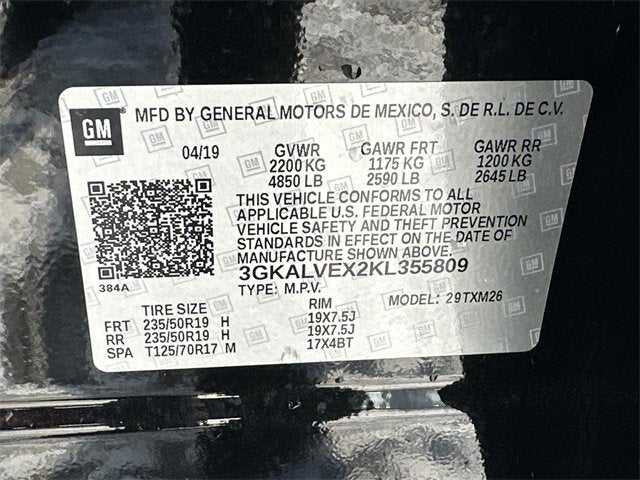 GM
MFD BY GENERAL MOTORS DE MEXICO, S. DE R.L. DE C.V.
04/19 GVWR GAWR FRT GAWR RR
2200 KG 1175 KG 1200 KG
4850 LB 2590 LB 2645 LB
THIS VEHICLE CONFORMS TO ALL
APPLICABLE U.S. FEDERAL MOTOR
VEHICLE SAFETY AND THEFT PREVENTION
STANDARDS IN EFFECT ON THE DATE OF
MANUFACTURE SHOWN ABOVE.
3GKALVEX2KL355809
384A
TYPE: M.P.V. MODEL: 29TXM26
TIRE SIZE RIM
FRT 235/50R19 H 19X7.5J
RR 235/50R19 H 19X7.5J
SPA T125/70R17 M 17X4BT